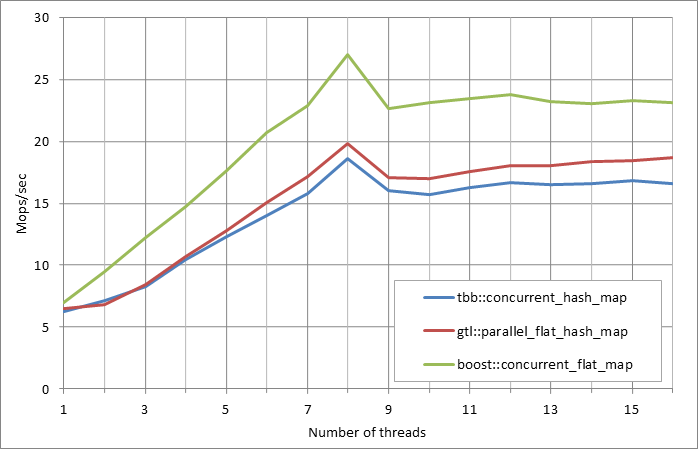 30
25
20
15
10
5
0
Mops/sec
tbb::concurrent_hash_map
gtl::parallel_flat_hash_map
boost::concurrent_flat_map
1 3 5 7 9 11 13 15
Number of threads